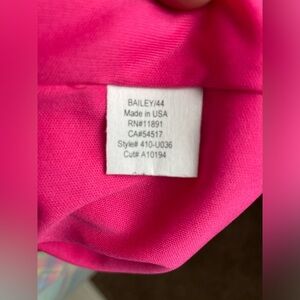 BAILEY/44
Made in USA
RN#11891
CA#54517
Style# 410-U036
Cut# A10194